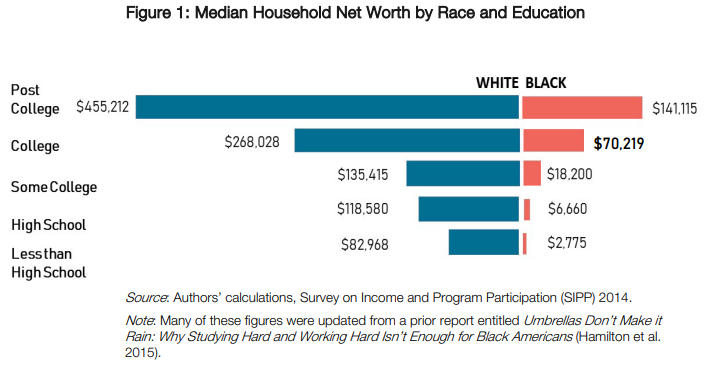 Figure 1: Median Household Net Worth by Race and Education
WHITE BLACK
Post
College $455,212 $141,115
College $268,028 $70,219
Some College $135,415 $18,200
High School $118,580 $6,660
Less than
High School $82,968 $2,775
Source: Authors’ calculations, Survey on Income and Program Participation (SIPP) 2014.
Note: Many of these figures were updated from a prior report entitled Umbrellas Don’t Make it
Rain: Why Studying Hard and Working Hard Isn’t Enough for Black Americans (Hamilton et al.
2015).